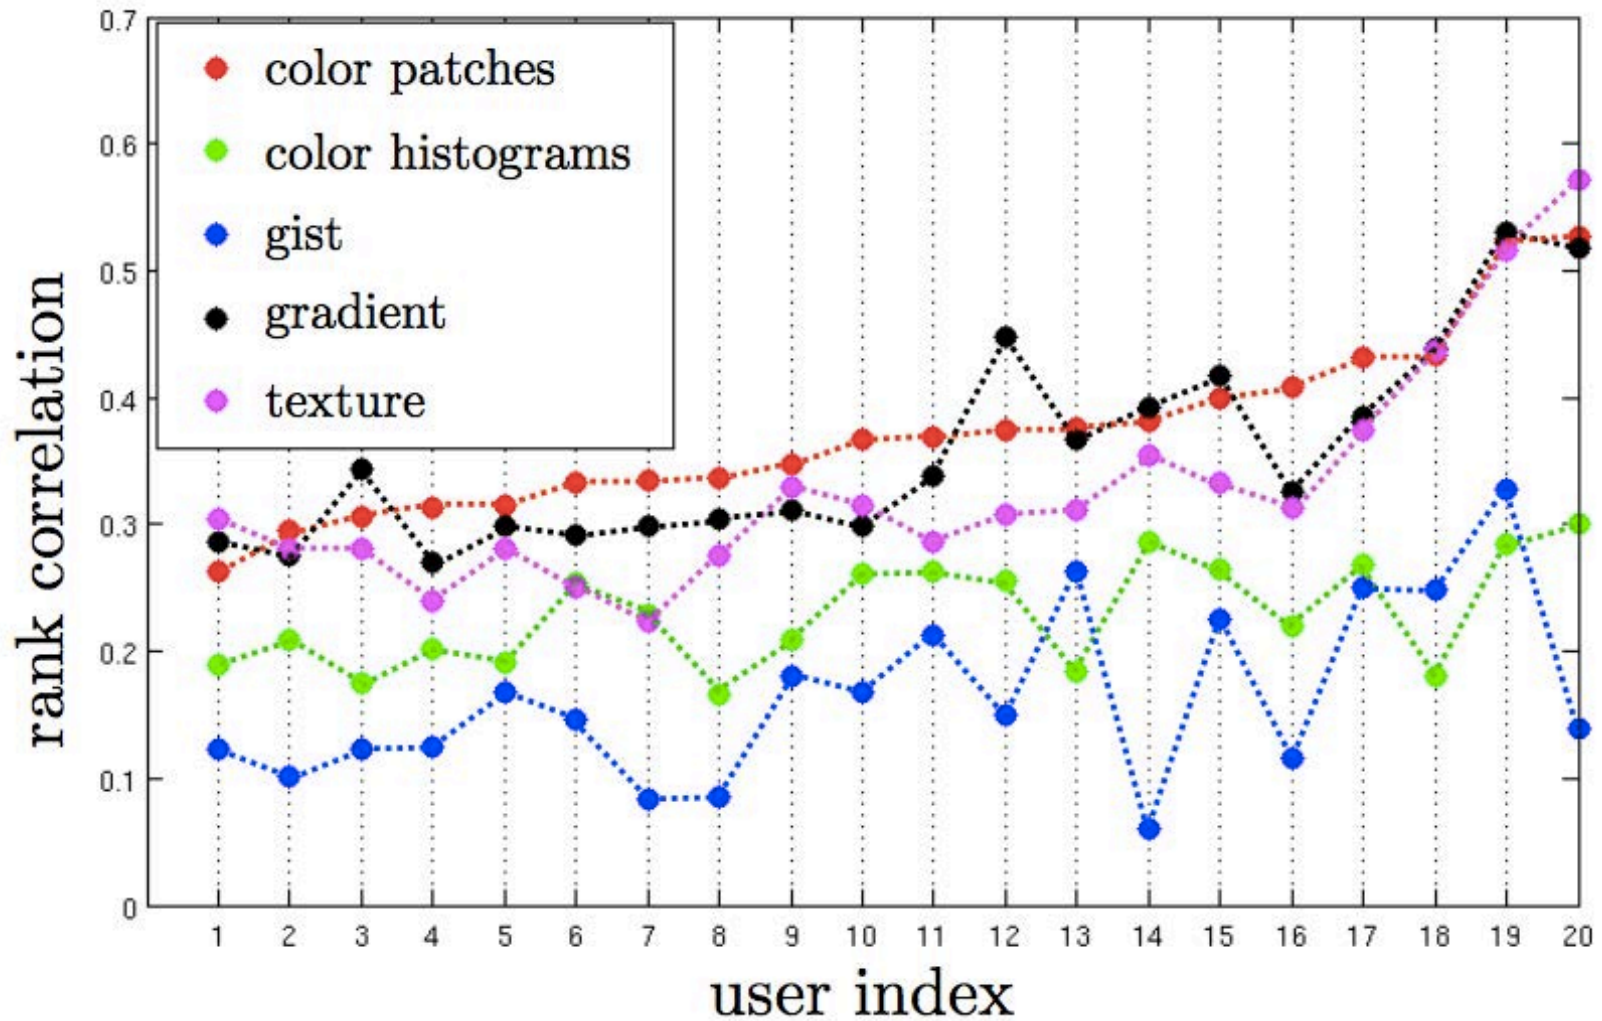 0.7
color patches
color histograms
gist
gradient
texture
0.6
0.5
0.4
0.3
0.2
0.1
0
rank correlation
1 2 3 4 5 6 7 8 9 10 11 12 13 14 15 16 17 18 19 20
user index